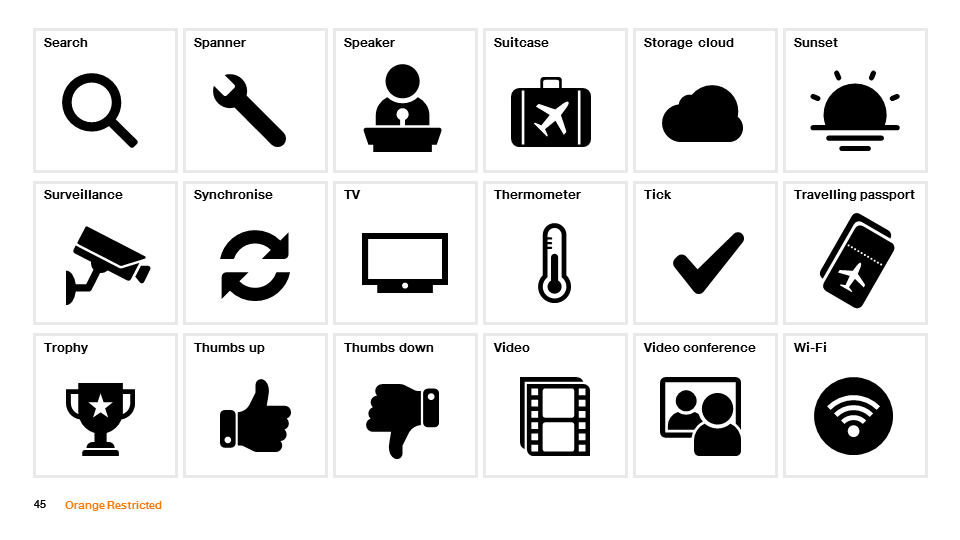 Search
Spanner
Speaker
Suitcase
Storage cloud
Sunset
Surveillance
Synchronise
TV
Thermometer
Tick
Travelling passport
Trophy
Thumbs up
Thumbs down
Video
Video conference
Wi-Fi
45 Orange Restricted